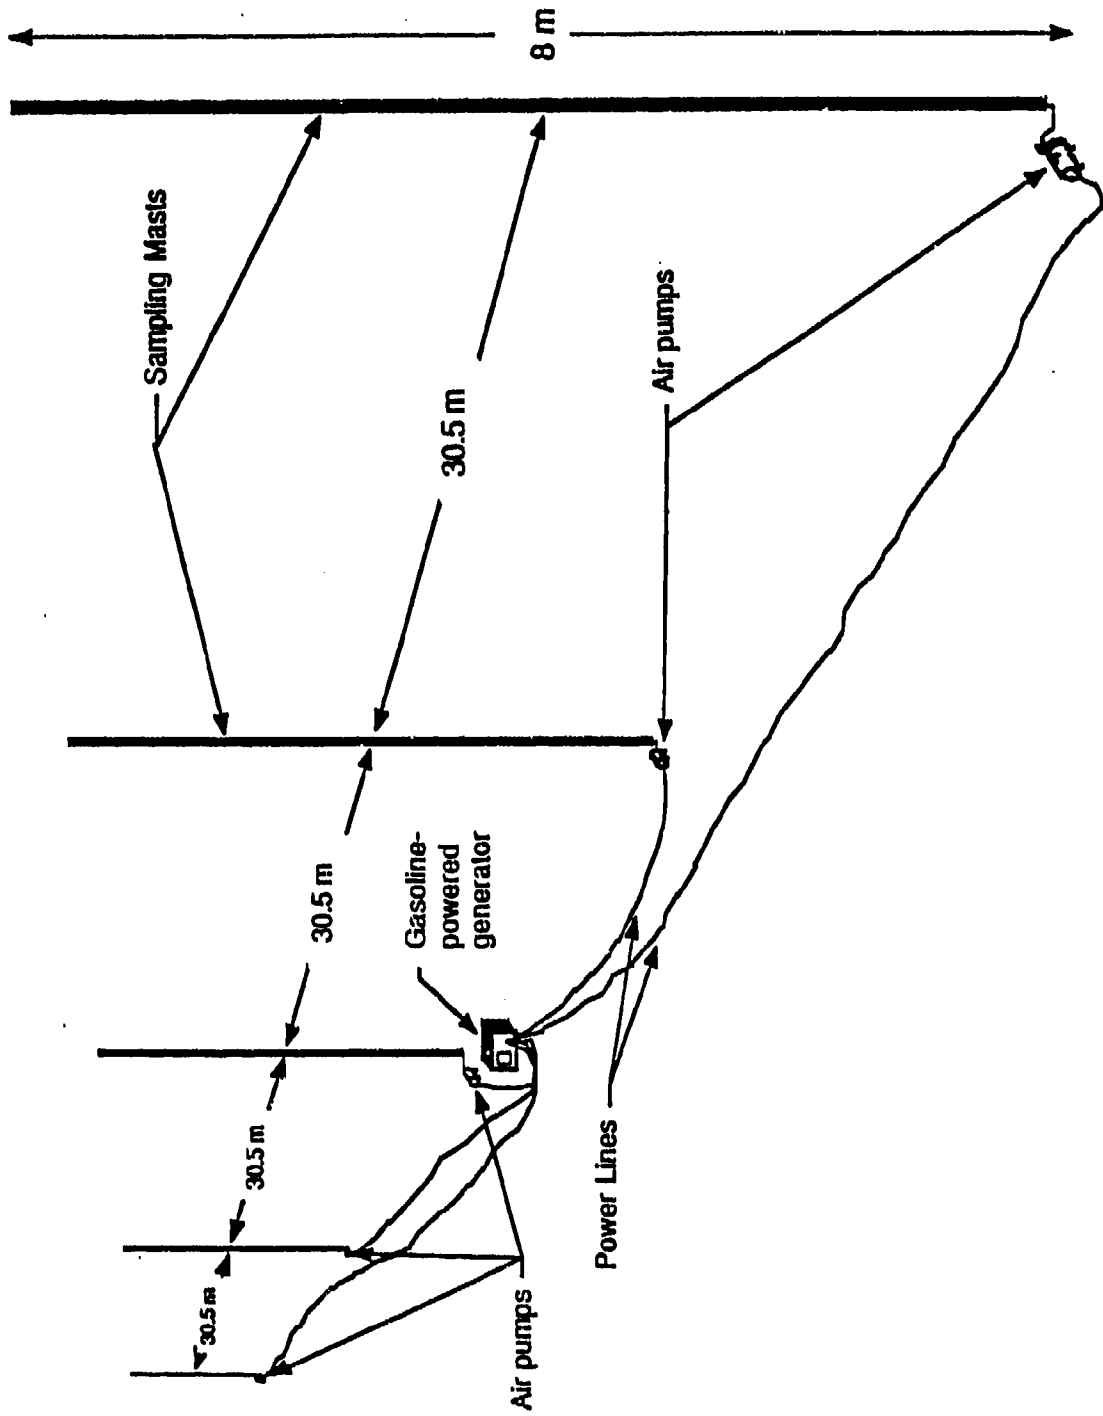 8 m
Sampling Masts
30.5 m
Air pumps
30.5 m
Gasoline-
powered
generator
30.5 m
30.5 m
Power Lines
Air pumps